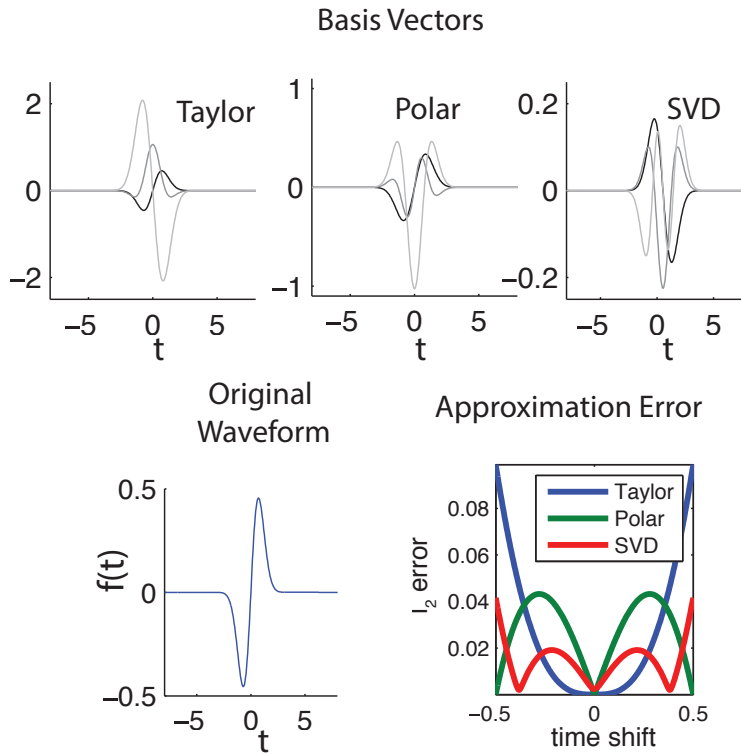 Basis Vectors
Taylor
2
0
−2
−5
0
5
t
Polar
1
0
−1
−5
0
5
t
SVD
0.2
0
−0.2
−5
0
5
t
Original
Waveform
0.5
0
−0.5
f(t)
−5
0
5
t
Approximation Error
Taylor
Polar
SVD
0.08
0.06
0.04
0.02
l2 error
−0.5
0
0.5
time shift